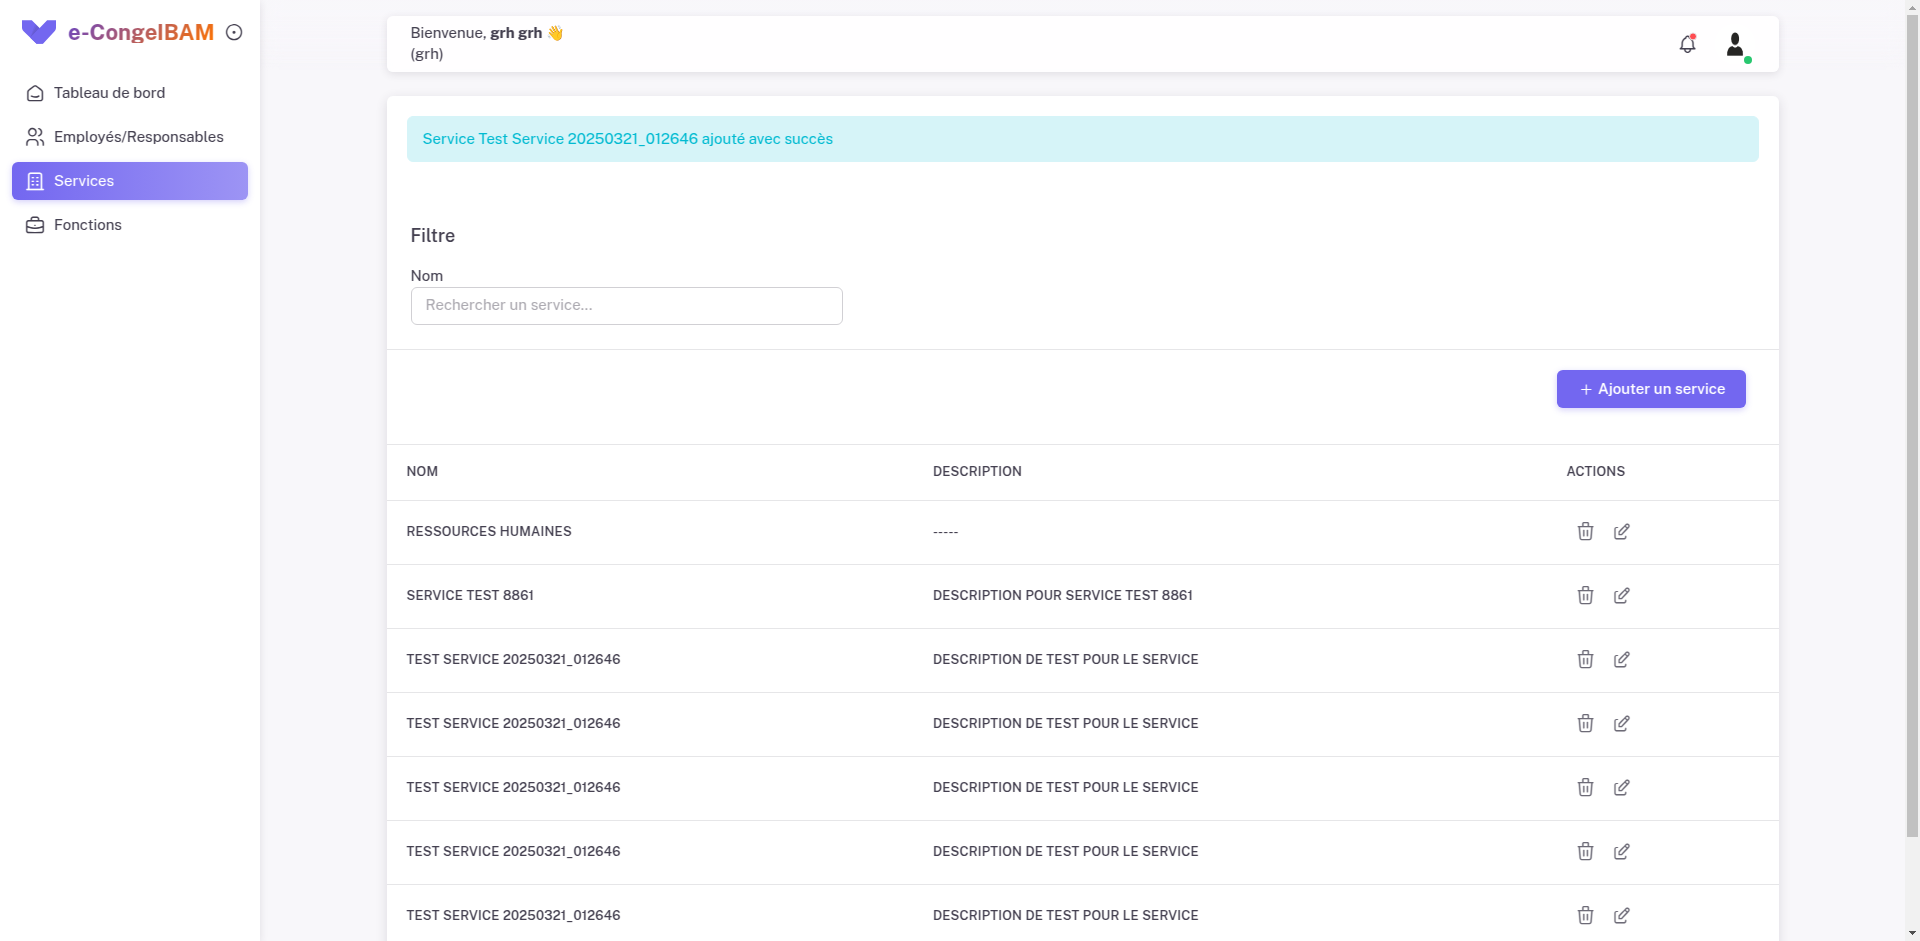 e-CongelBAM
Tableau de bord
Employés/Responsables
Services
Fonctions
Bienvenue, grh grh 👋
(grh)
Service Test Service 20250321_012646 ajouté avec succès
Filtre
Nom
Rechercher un service...
Ajouter un service
NOM DESCRIPTION ACTIONS
RESSOURCES HUMAINES -----
SERVICE TEST 8861 DESCRIPTION POUR SERVICE TEST 8861
TEST SERVICE 20250321_012646 DESCRIPTION DE TEST POUR LE SERVICE
TEST SERVICE 20250321_012646 DESCRIPTION DE TEST POUR LE SERVICE
TEST SERVICE 20250321_012646 DESCRIPTION DE TEST POUR LE SERVICE
TEST SERVICE 20250321_012646 DESCRIPTION DE TEST POUR LE SERVICE
TEST SERVICE 20250321_012646 DESCRIPTION DE TEST POUR LE SERVICE